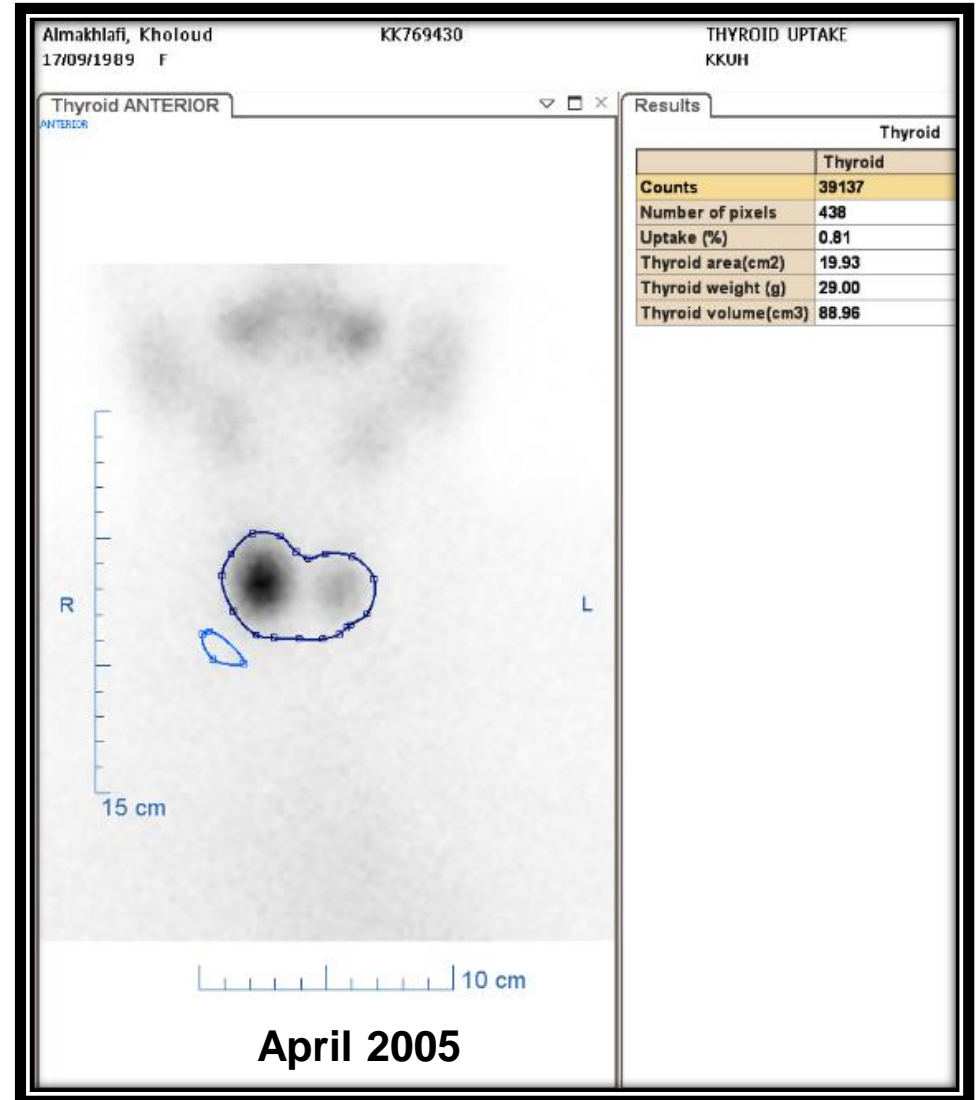 Almakhlafi, Kholoud KK769430 THYROID UPTAKE
17/09/1989 F KKUH
Thyroid ANTERIOR
ANTERIOR
R
L
15 cm
10 cm
April 2005
Results
Thyroid
Thyroid
Counts 39137
Number of pixels 438
Uptake (%) 0.81
Thyroid area(cm2) 19.93
Thyroid weight (g) 29.00
Thyroid volume(cm3) 88.96